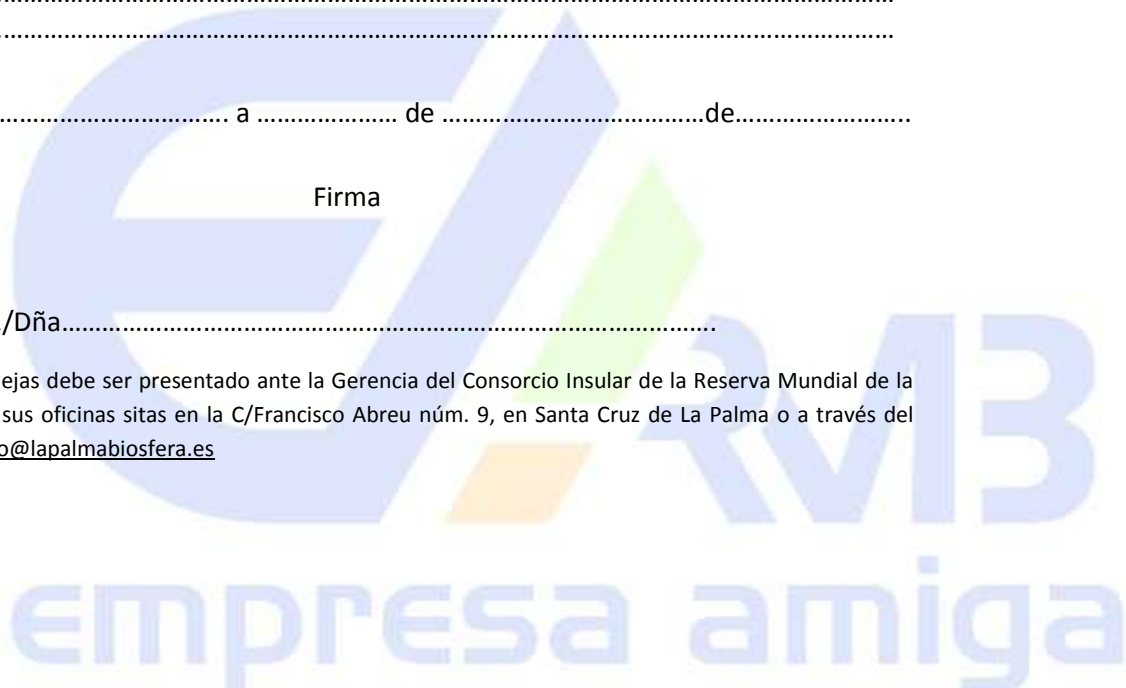 ……………………………………………………………………………………………………………………
……………………………………………………………………………………………………………………
……………………………. a ………………… de …………………………………de……………………..
Firma
/Dña…………………………………………………………………………………….
ejas debe ser presentado ante la Gerencia del Consorcio Insular de la Reserva Mundial de la
sus oficinas sitas en la C/Francisco Abreu núm. 9, en Santa Cruz de La Palma o a través del
o@lapalmabiosfera.es
RMB
empresa amiga